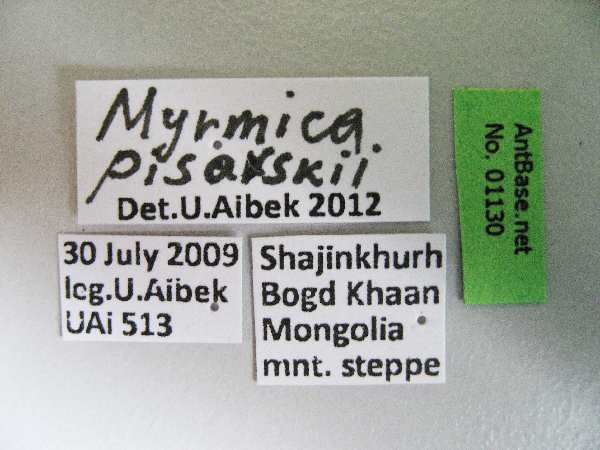 Myrmica
pisarskii
Det.U.Aibek 2012
30 July 2009
lcg.U.Aibek
UAi 513
Shajinkhurh
Bogd Khaan
Mongolia
mnt. steppe
AntBase.net
No. 01130